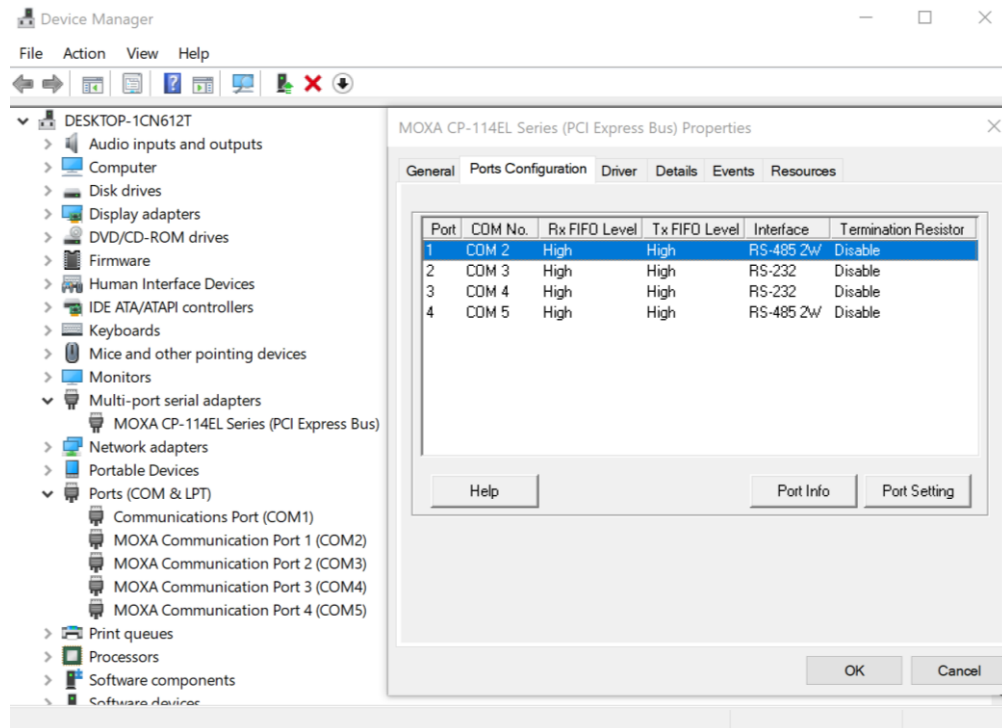 Device Manager
File Action View Help
DESKTOP-1CN612T
Audio inputs and outputs
Computer
Disk drives
Display adapters
DVD/CD-ROM drives
Firmware
Human Interface Devices
IDE ATA/ATAPI controllers
Keyboards
Mice and other pointing devices
Monitors
Multi-port serial adapters
MOXA CP-114EL Series (PCI Express Bus)
Network adapters
Portable Devices
Ports (COM & LPT)
Communications Port (COM1)
MOXA Communication Port 1 (COM2)
MOXA Communication Port 2 (COM3)
MOXA Communication Port 3 (COM4)
MOXA Communication Port 4 (COM5)
Print queues
Processors
Software components
Software devices
MOXA CP-114EL Series (PCI Express Bus) Properties
General Ports Configuration Driver Details Events Resources
Port COM No. Rx FIFO Level Tx FIFO Level Interface Termination Resistor
1 COM 2 High High RS-485 2W Disable
2 COM 3 High High RS-232 Disable
3 COM 4 High High RS-232 Disable
4 COM 5 High High RS-485 2W Disable
Help Port Info Port Setting
OK Cancel